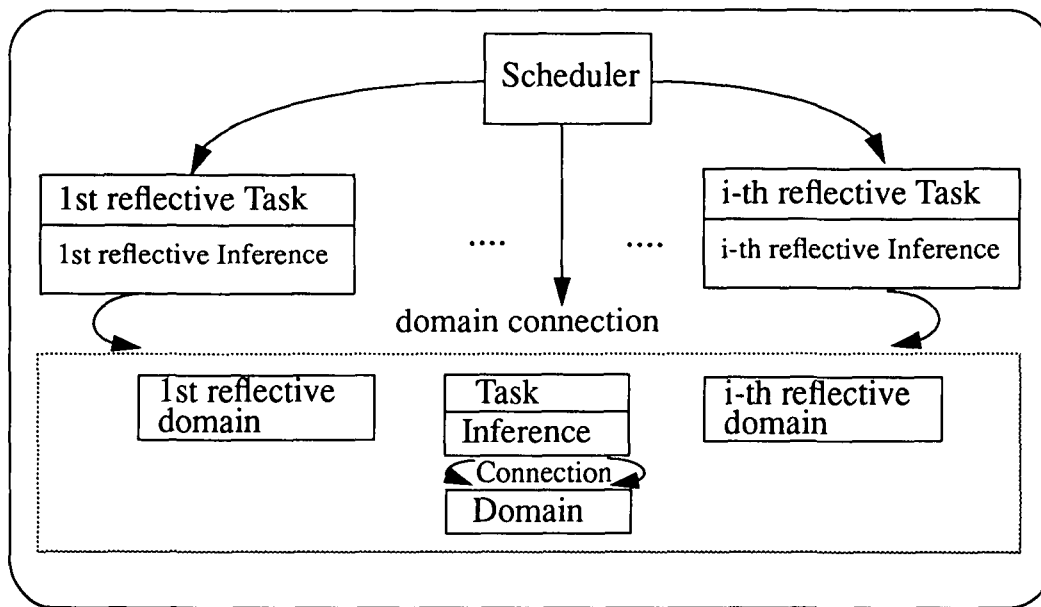 Scheduler
1st reflective Task
1st reflective Inference
....
....
i-th reflective Task
i-th reflective Inference
domain connection
1st reflective
domain
Task
Inference
Connection
Domain
i-th reflective
domain